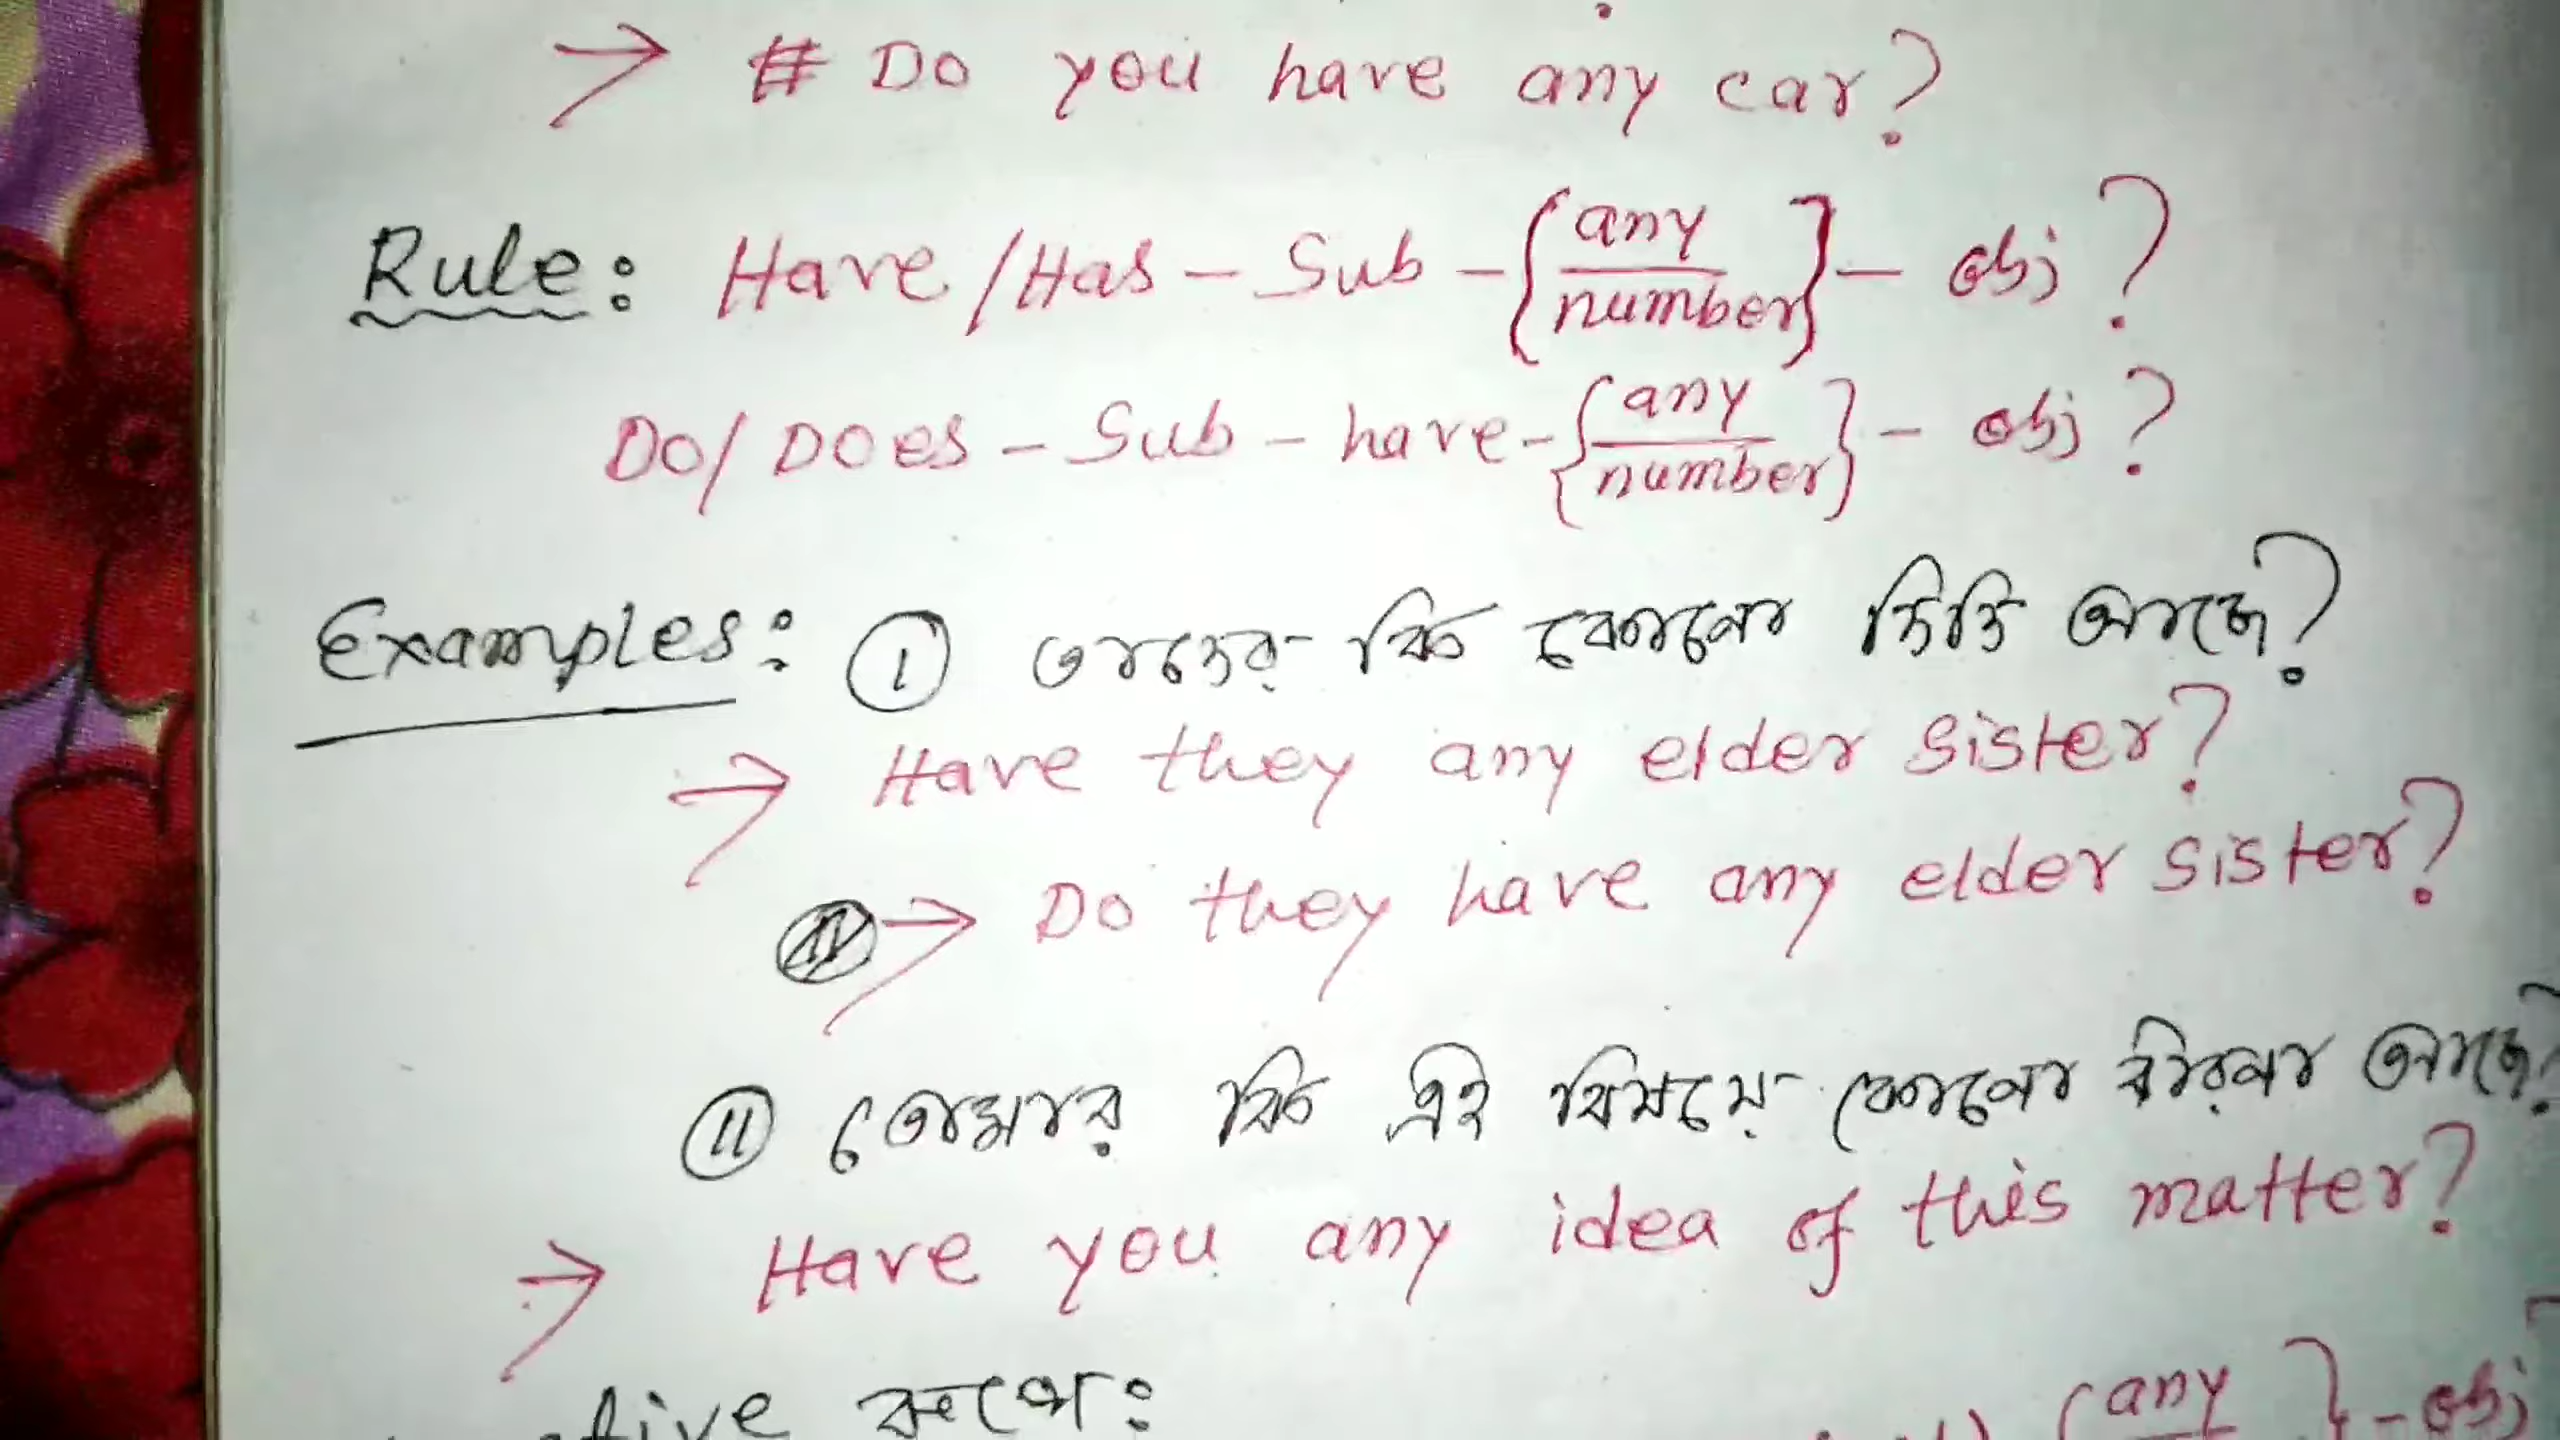 → # Do you have any car?
Rule: Have/Has - Sub - {any/number} - obj?
Do/Does - Sub - have - {any/number} - obj?
Examples: (i) তাদের কি কোনো দিদি আছে?
→ Have they any elder sister?
→ Do they have any elder sister?
(ii) তোমার কি এই বিষয়ে কোনো ধারণা আছে?
→ Have you any idea of this matter?
রূপে:
{any - obj